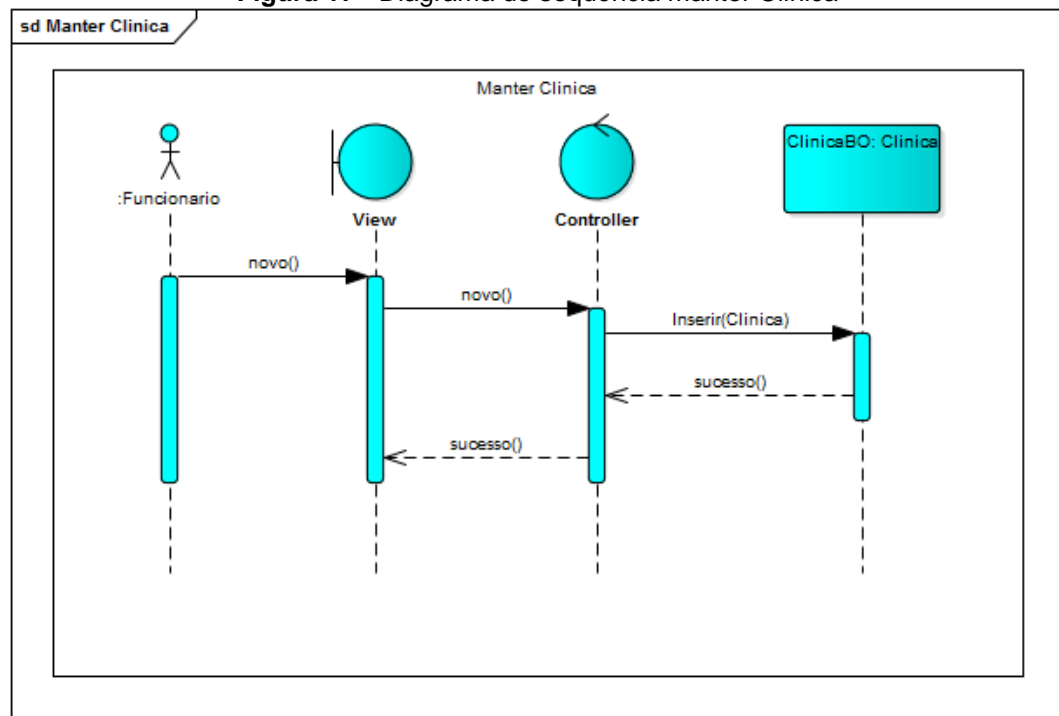 sd Manter Clinica
Manter Clinica
:Funcionario
View
Controller
ClinicaBO: Clinica
novo()
novo()
Inserir(Clinica)
sucesso()
sucesso()